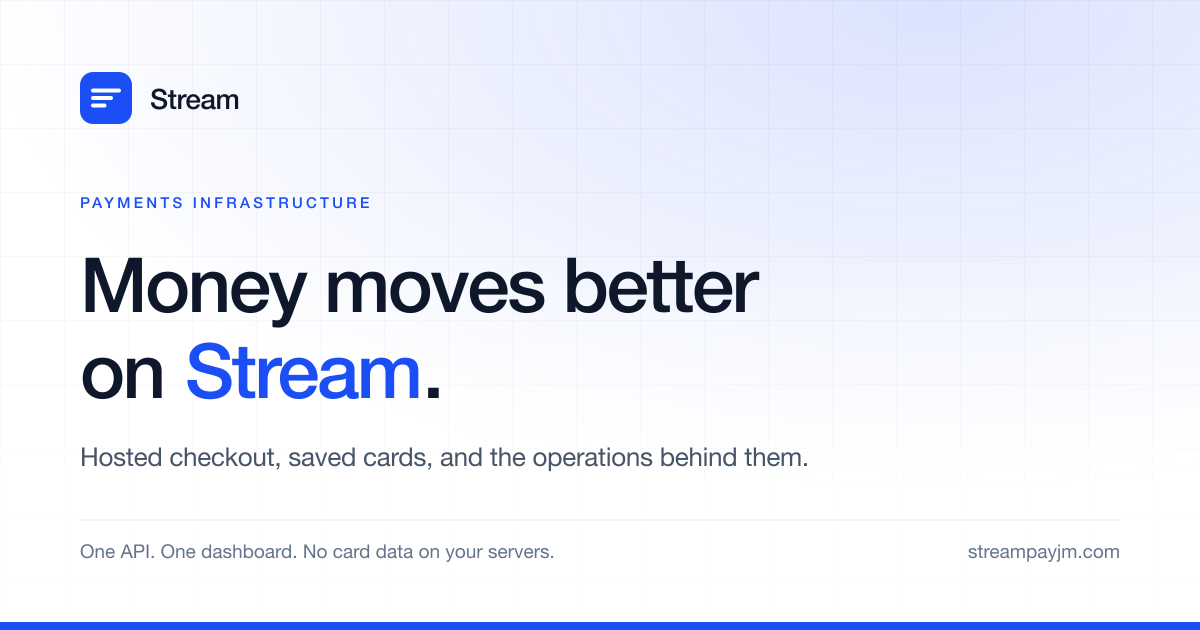 Stream
PAYMENTS INFRASTRUCTURE
Money moves better
on Stream.
Hosted checkout, saved cards, and the operations behind them.
One API. One dashboard. No card data on your servers.
streampayjm.com